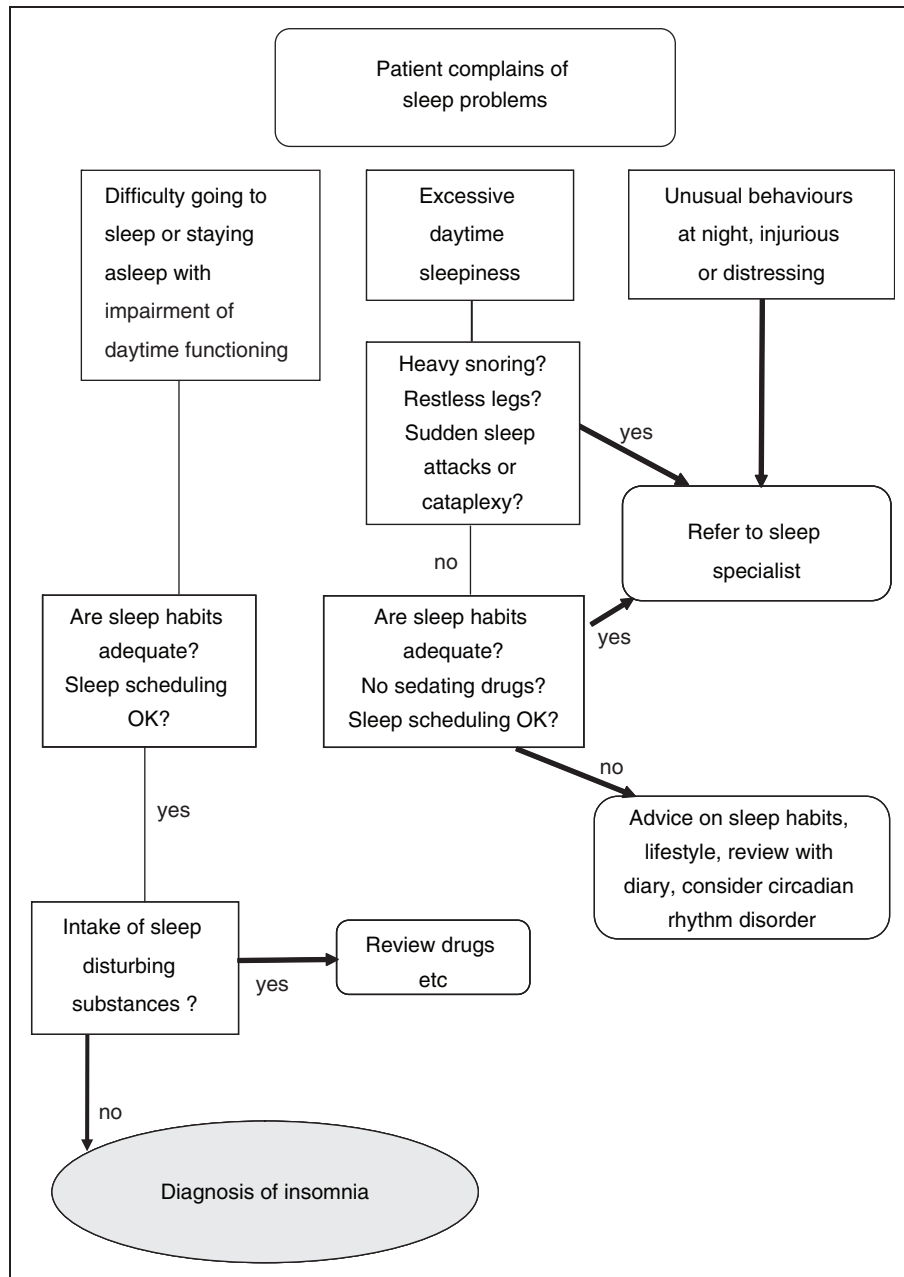 Patient complains of
sleep problems
Difficulty going to
sleep or staying
asleep with
impairment of
daytime functioning
Excessive
daytime
sleepiness
Unusual behaviours
at night, injurious
or distressing
Heavy snoring?
Restless legs?
Sudden sleep
attacks or
cataplexy?
yes
Refer to sleep
specialist
no
Are sleep habits
adequate?
Sleep scheduling
OK?
Are sleep habits
adequate?
No sedating drugs?
Sleep scheduling OK?
yes
no
yes
Advice on sleep habits,
lifestyle, review with
diary, consider circadian
rhythm disorder
Intake of sleep
disturbing
substances ?
yes
Review drugs
etc
no
Diagnosis of insomnia